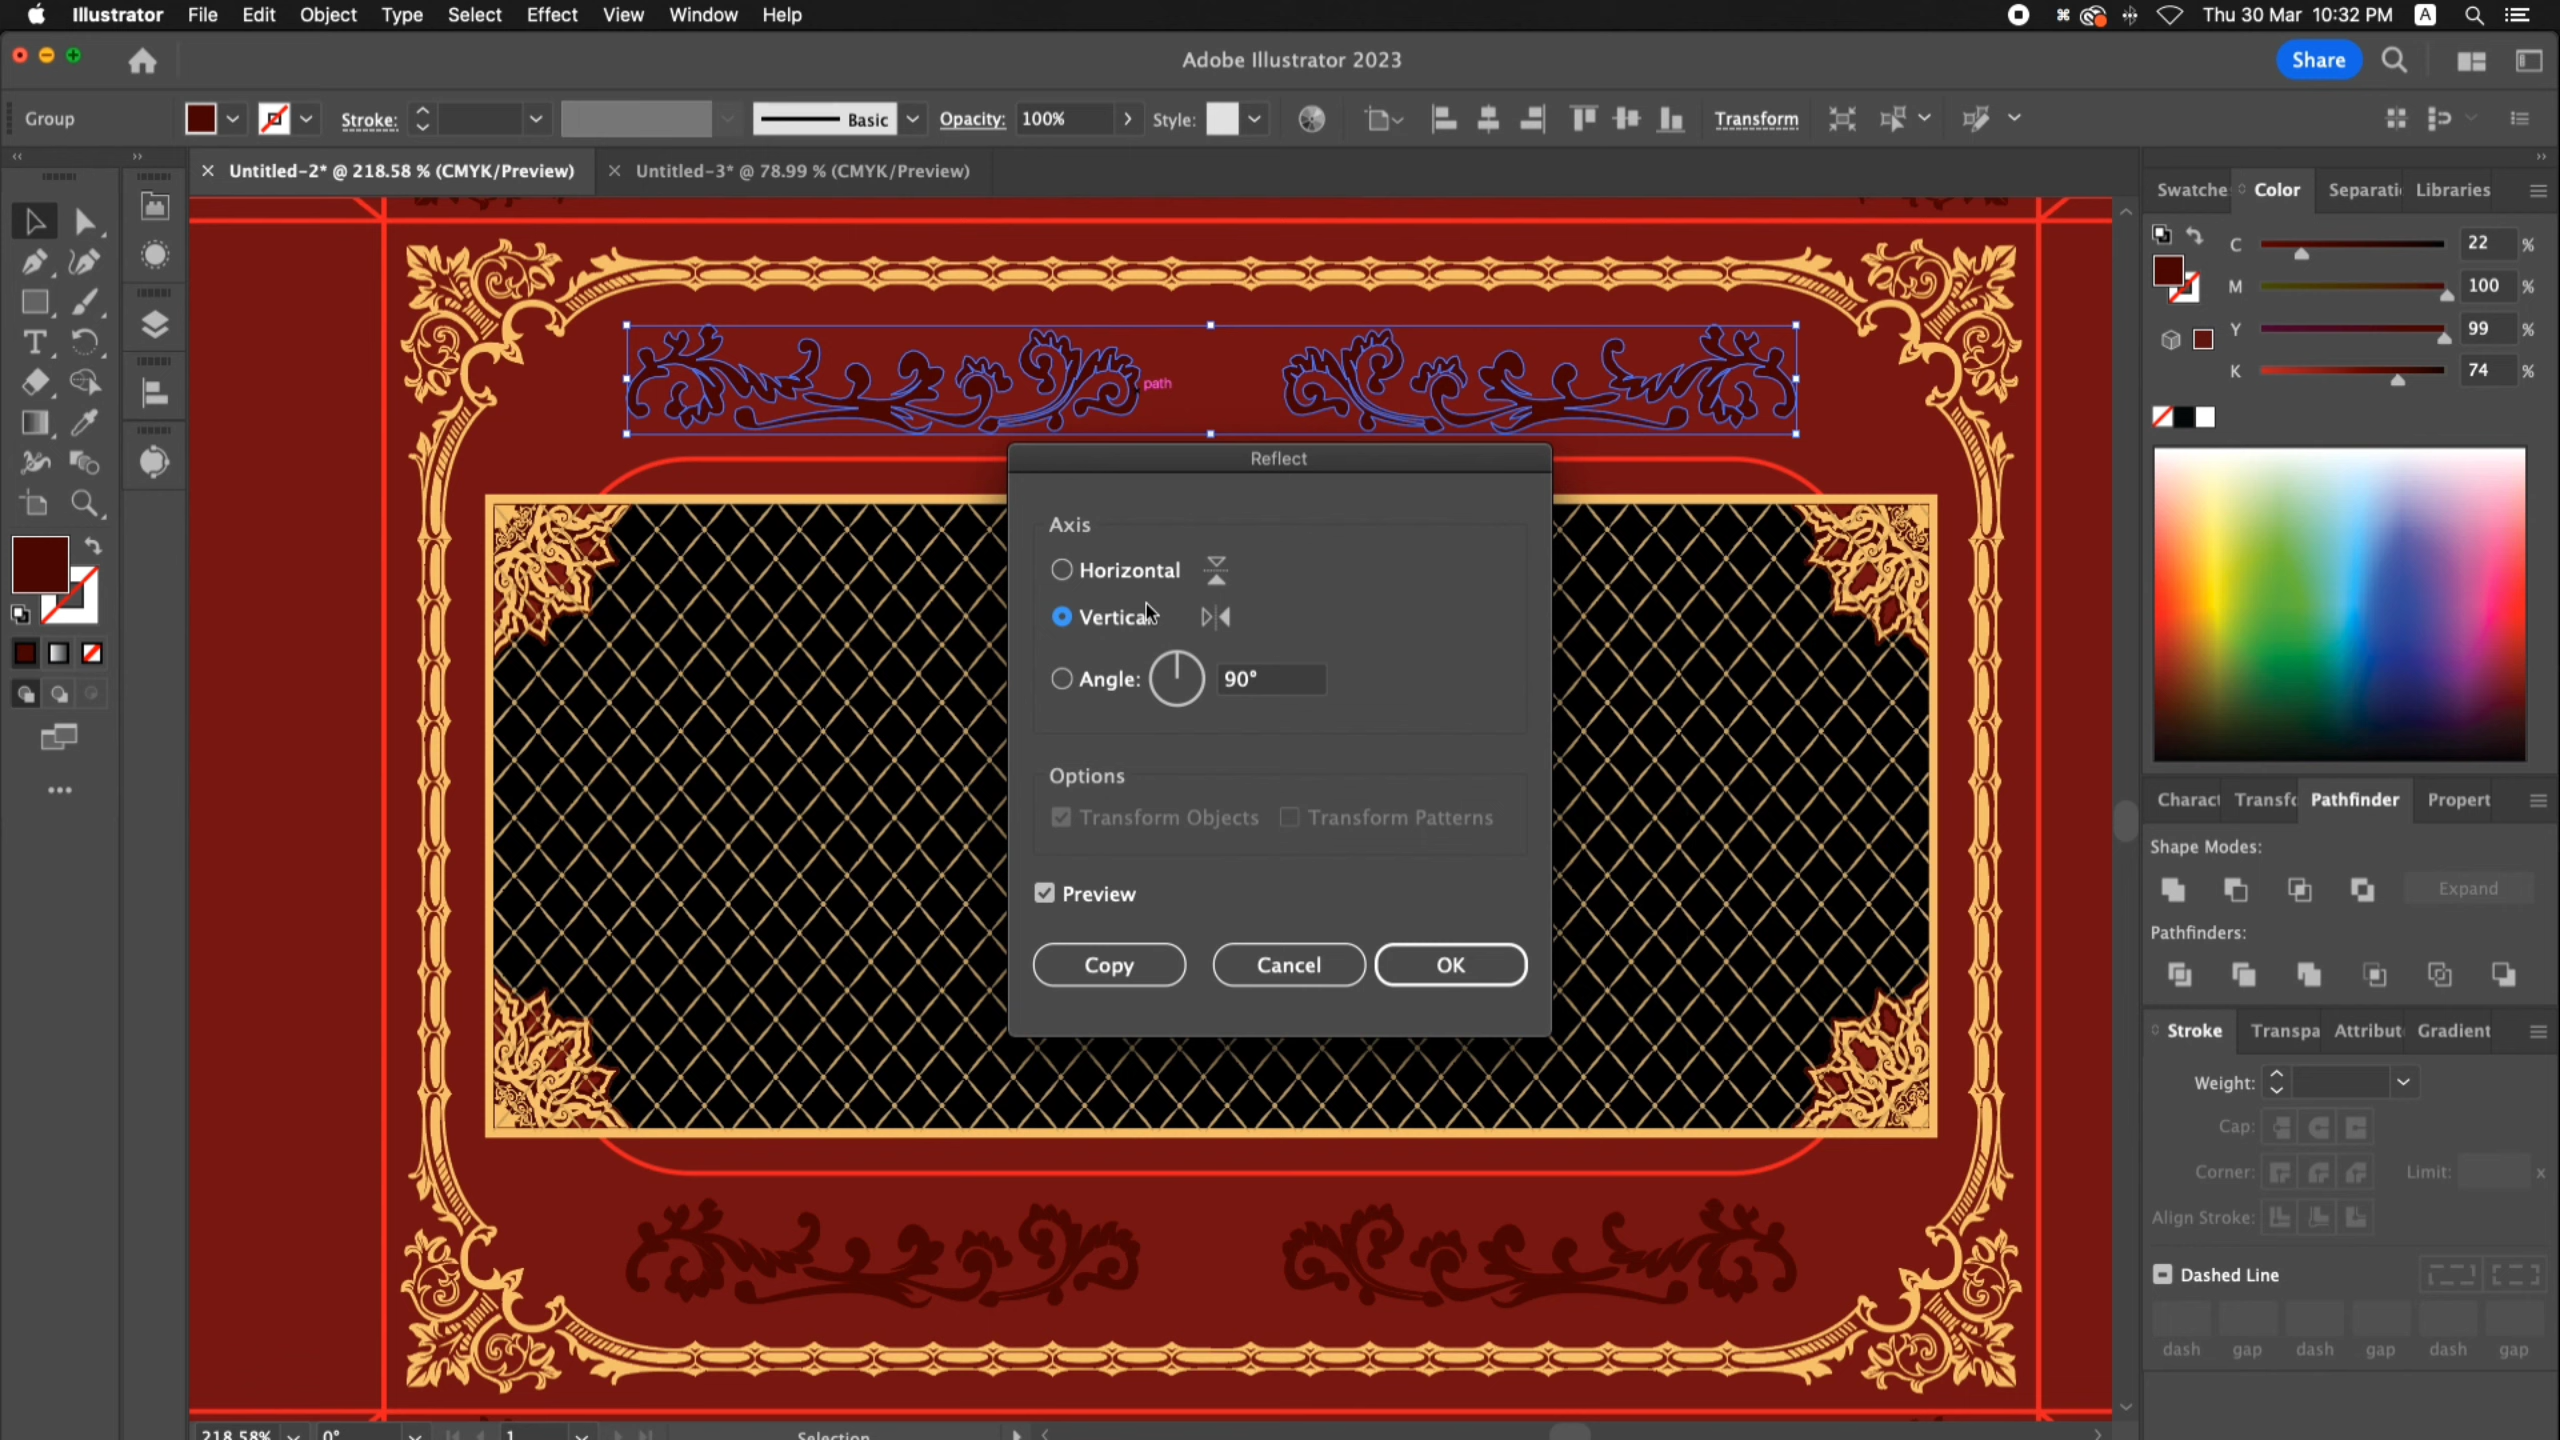 Illustrator File Edit Object Type Select Effect View Window Help
Thu 30 Mar 10:32 PM A
Adobe Illustrator 2023
Share
Group
Stroke:
Basic
Opacity: 100%
Style:
Transform
Untitled-2* @ 218.58 % (CMYK/Preview)
Untitled-3* @ 78.99 % (CMYK/Preview)
Swatche Color Separati Libraries
C 22 %
M 100 %
Y 99 %
K 74 %
path
Reflect
Axis
Horizontal
Vertical
Angle: 90°
Options
Transform Objects Transform Patterns
Preview
Copy Cancel OK
Charact Transfo Pathfinder Propert
Shape Modes:
Expand
Pathfinders:
Stroke Transpa Attribut Gradient
Weight:
Cap:
Corner: Limit: x
Align Stroke:
Dashed Line
dash gap dash gap dash gap
218.58% 0° 1 Selection